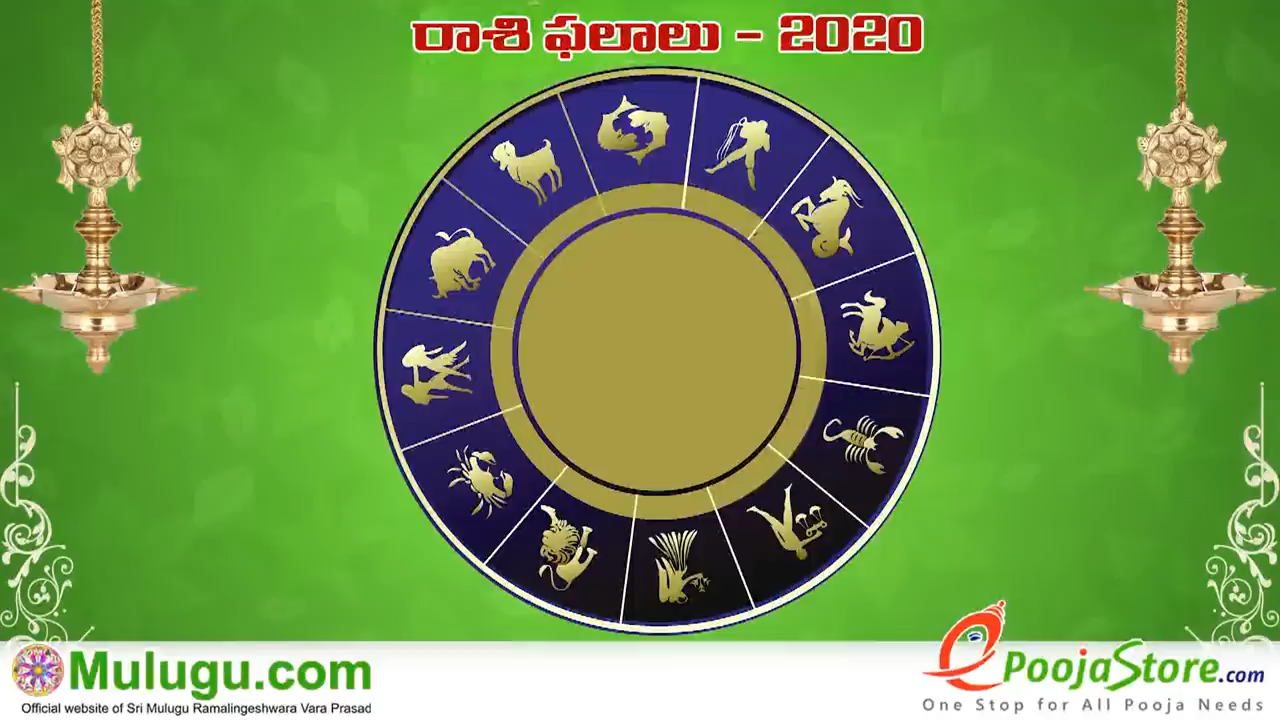 రాశి ఫలాలు - 2020
Mulugu.com
Official website of Sri Mulugu Ramalingeshwara Vara Prasad
ePoojaStore.com
One Stop for All Pooja Needs